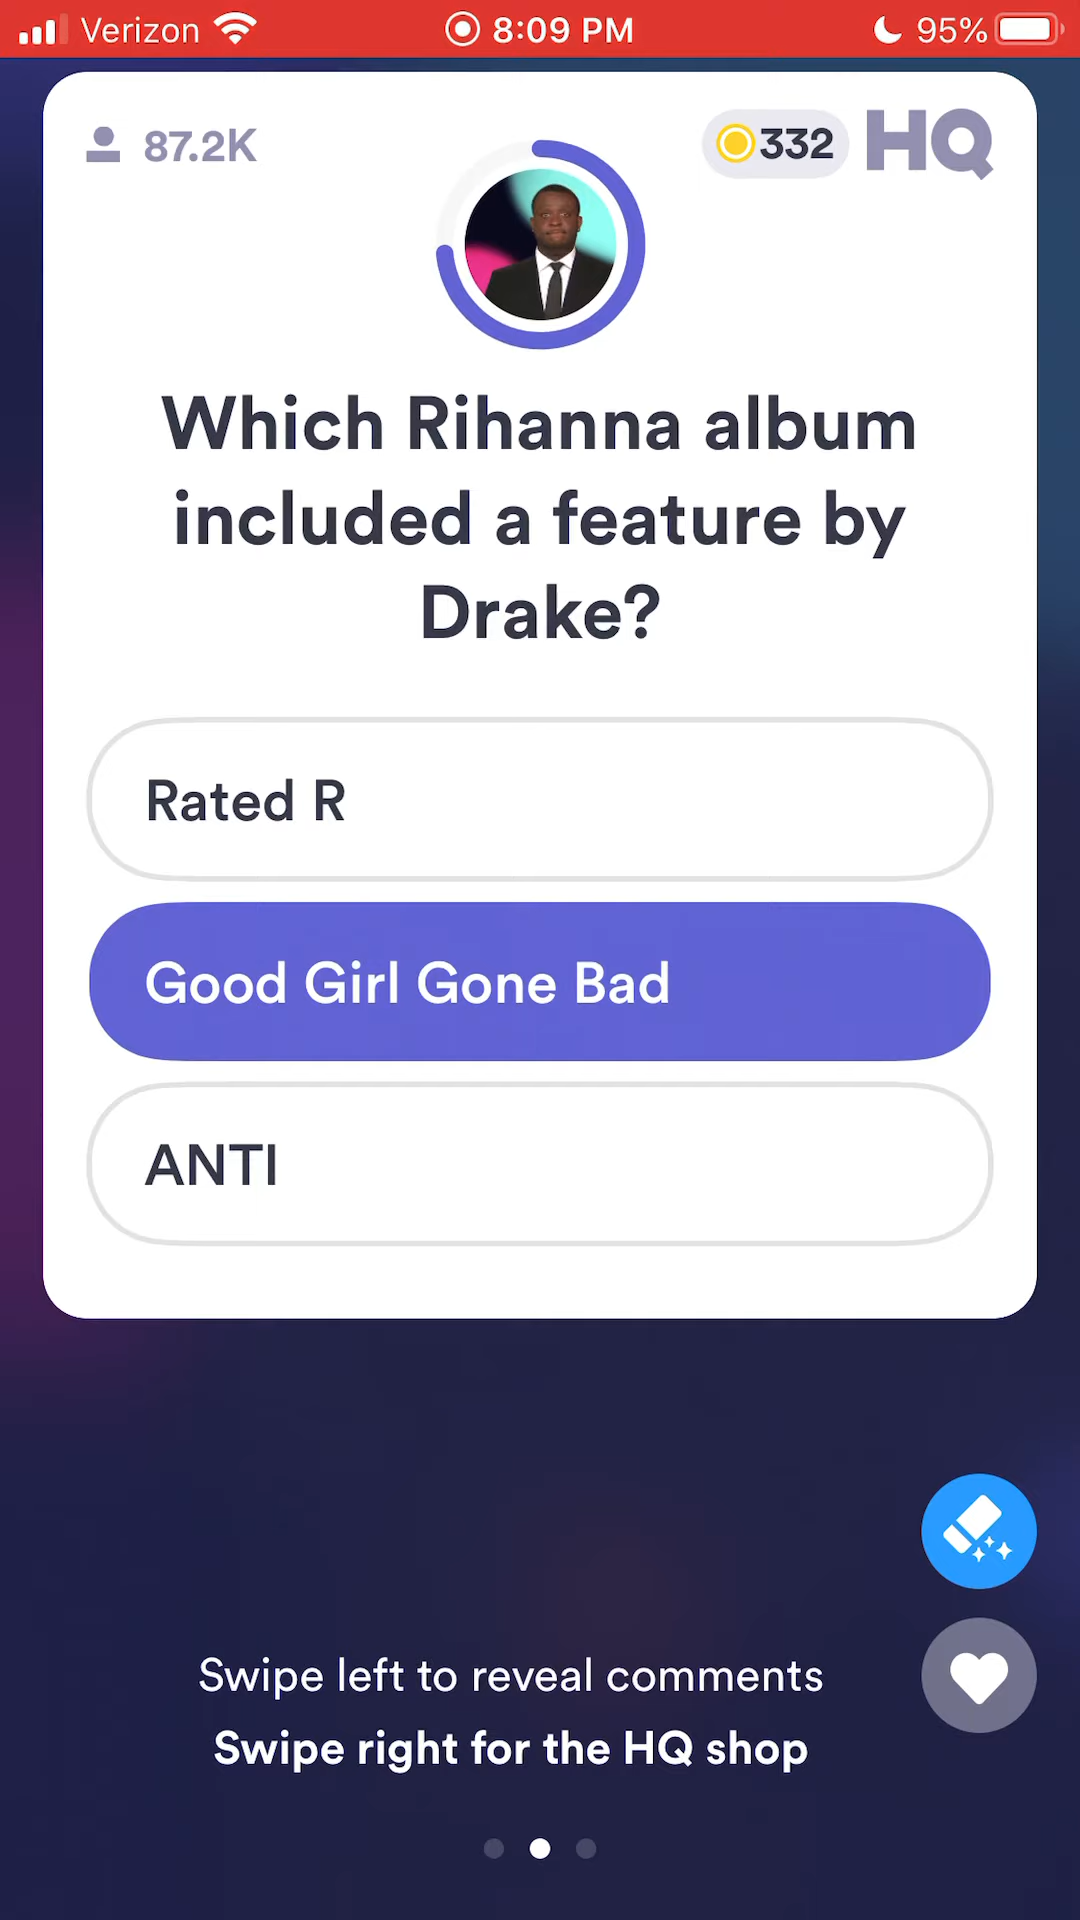 Verizon 8:09 PM 95%
87.2K 332 HQ
Which Rihanna album
included a feature by
Drake?
Rated R
Good Girl Gone Bad
ANTI
Swipe left to reveal comments
Swipe right for the HQ shop